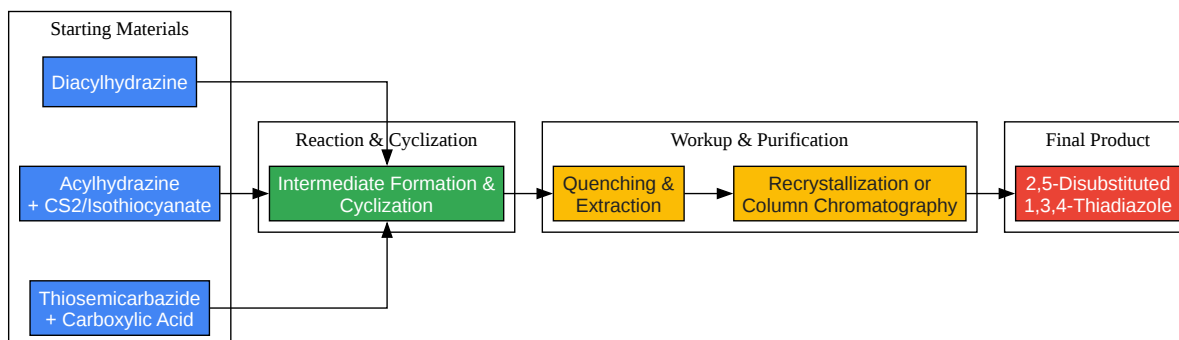 Starting Materials
Diacylhydrazine
Acylhydrazine
+ CS2/Isothiocyanate
Thiosemicarbazide
+ Carboxylic Acid
Reaction & Cyclization
Intermediate Formation &
Cyclization
Workup & Purification
Quenching &
Extraction
Recrystallization or
Column Chromatography
Final Product
2,5-Disubstituted
1,3,4-Thiadiazole